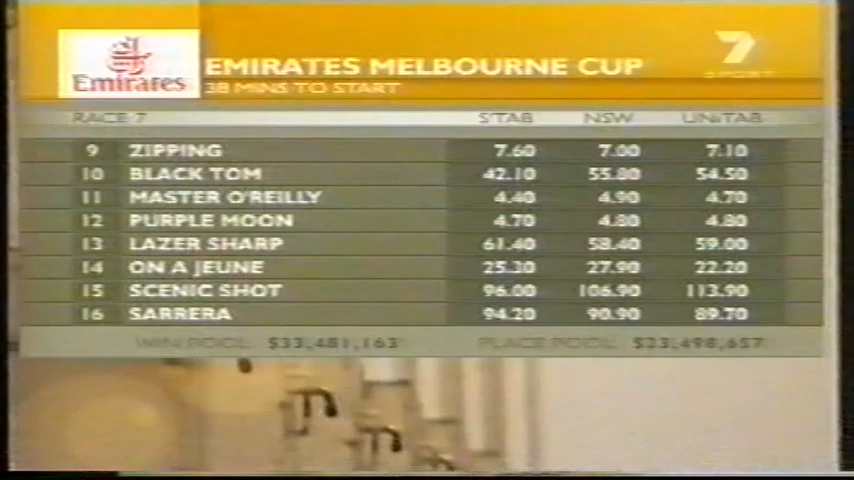 7
SPORT
Emirates
EMIRATES MELBOURNE CUP
38 MINS TO START
RACE 7 S'TAB NSW UNITAB
9 ZIPPING 7.60 7.00 7.10
10 BLACK TOM 42.10 55.80 54.50
11 MASTER O'REILLY 4.40 4.90 4.70
12 PURPLE MOON 4.70 4.80 4.80
13 LAZER SHARP 61.40 58.40 59.00
14 ON A JEUNE 25.30 27.90 22.20
15 SCENIC SHOT 96.00 106.90 113.90
16 SARRERA 94.20 90.90 89.70
WIN POOL: $33,481,163 PLACE POOL: $23,498,657